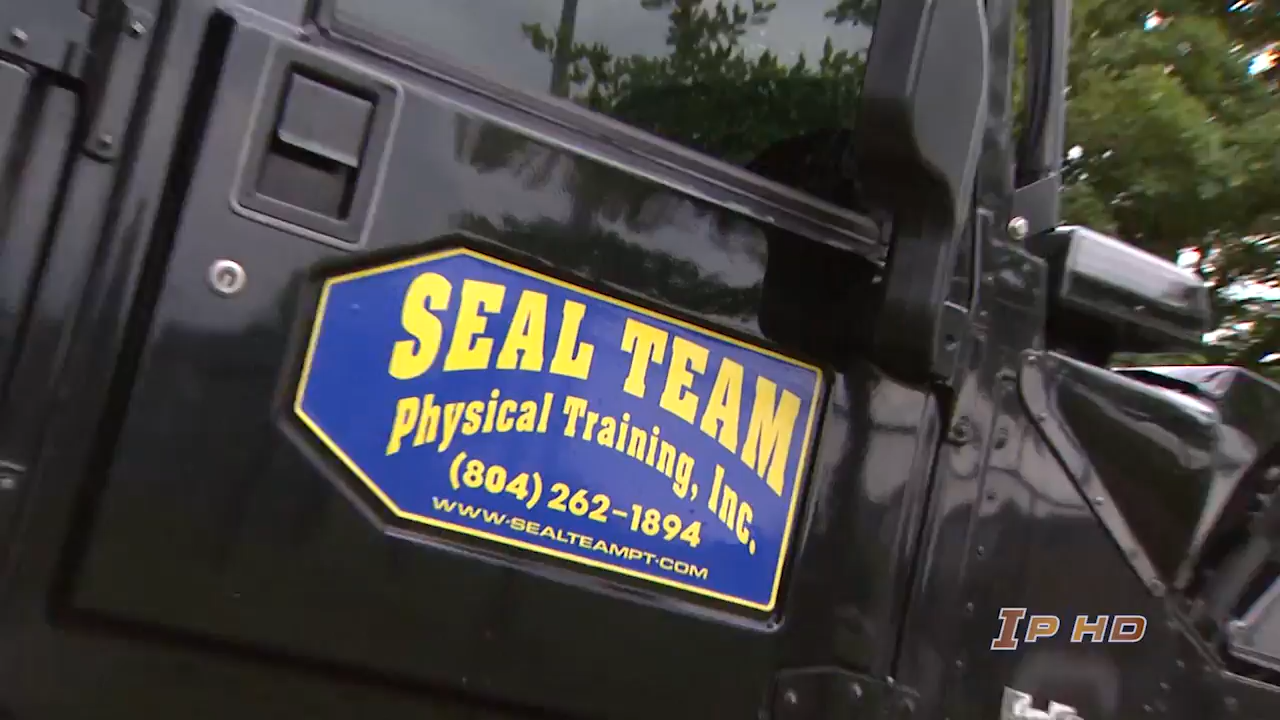 SEAL TEAM
Physical Training, Inc.
(804) 262-1894
WWW.SEALTEAMPT.COM
IP HD